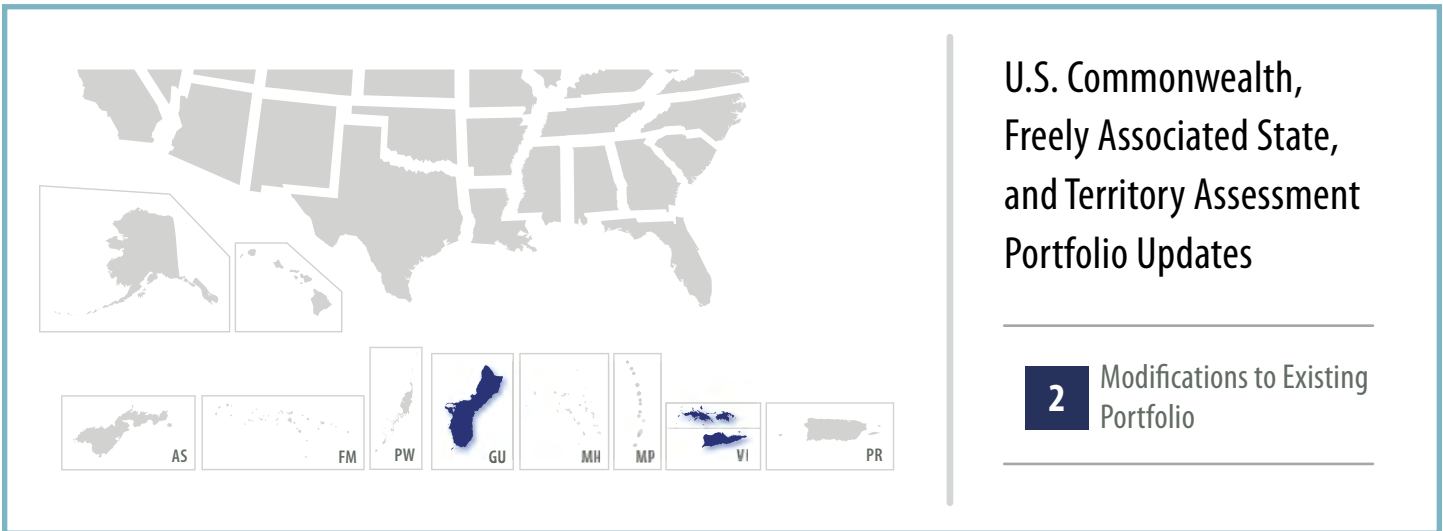 U.S. Commonwealth,
Freely Associated State,
and Territory Assessment
Portfolio Updates
2 Modifications to Existing
Portfolio
AS
FM
PW
GU
MH
MP
VI
PR